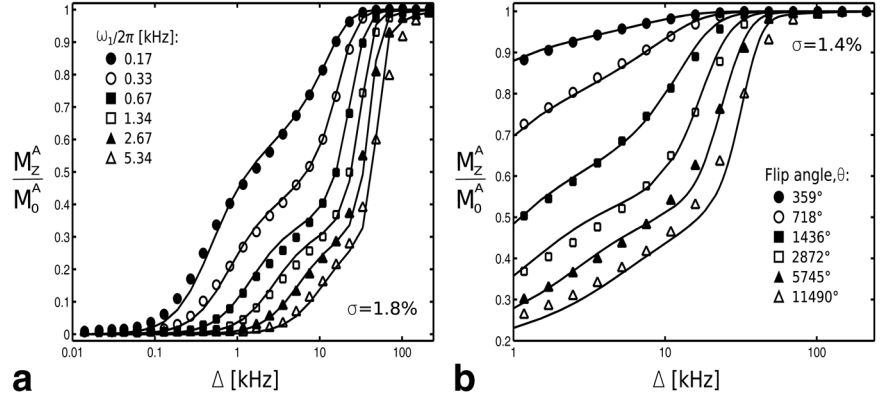 1
0.9
0.8
0.7
0.6
0.5
0.4
0.3
0.2
0.1
0
M_Z^A
M_0^A
ω₁/2π [kHz]:
0.17
0.33
0.67
1.34
2.67
5.34
σ=1.8%
0.01 0.1 1 10 100
Δ [kHz]
a
1
0.9
0.8
0.7
0.6
0.5
0.4
0.3
0.2
M_Z^A
M_0^A
σ=1.4%
Flip angle,θ:
359°
718°
1436°
2872°
5745°
11490°
1 10 100
Δ [kHz]
b